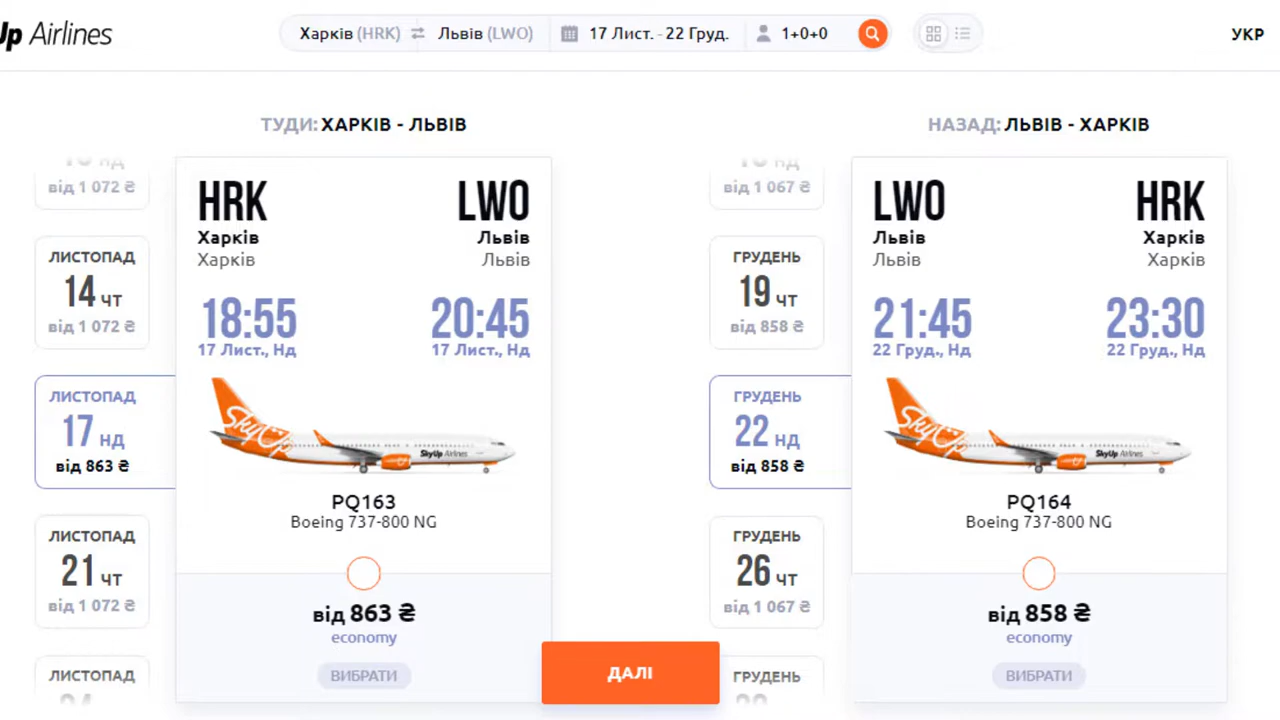 Up Airlines
Харків (HRK) ⇄ Львів (LWO)
17 Лист. - 22 Груд.
1+0+0
УКР
ТУДИ: ХАРКІВ - ЛЬВІВ
від 1 072 ₴
ЛИСТОПАД
14 ЧТ
від 1 072 ₴
ЛИСТОПАД
17 НД
від 863 ₴
ЛИСТОПАД
21 ЧТ
від 1 072 ₴
ЛИСТОПАД
HRK LWO
Харків Львів
Харків Львів
18:55 20:45
17 Лист., Нд 17 Лист., Нд
SkyUp
SkyUp Airlines
PQ163
Boeing 737-800 NG
від 863 ₴
economy
ВИБРАТИ
НАЗАД: ЛЬВІВ - ХАРКІВ
від 1 067 ₴
ГРУДЕНЬ
19 ЧТ
від 858 ₴
ГРУДЕНЬ
22 НД
від 858 ₴
ГРУДЕНЬ
26 ЧТ
від 1 067 ₴
ГРУДЕНЬ
LWO HRK
Львів Харків
Львів Харків
21:45 23:30
22 Груд., Нд 22 Груд., Нд
SkyUp
SkyUp Airlines
PQ164
Boeing 737-800 NG
від 858 ₴
economy
ВИБРАТИ
ДАЛІ